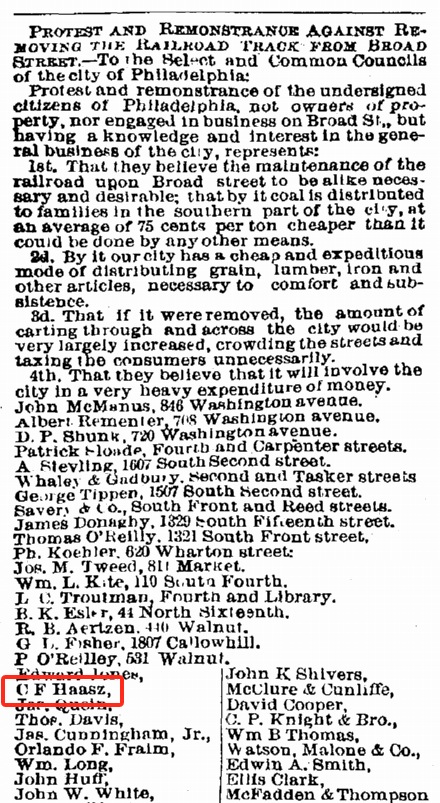 PROTEST AND REMONSTRANCE AGAINST RE-
MOVING THE RAILROAD TRACK FROM BROAD
STREET.—To the Select and Common Councils
of the city of Philadelphia:
Protest and remonstrance of the undersigned
citizens of Philadelphia, not owners of pro-
perty, nor engaged in business on Broad St., but
having a knowledge and interest in the gene-
ral business of the city, represents:
1st. That they believe the maintenance of the
railroad upon Broad street to be alike neces-
sary and desirable; that by it coal is distributed
to families in the southern part of the city, at
an average of 75 cents per ton cheaper than it
could be done by any other means.
2d. By it our city has a cheap and expeditious
mode of distributing grain, lumber, iron and
other articles, necessary to comfort and sub-
sistence.
3d. That if it were removed, the amount of
carting through and across the city would be
very largely increased, crowding the streets and
taxing the consumers unnecessarily.
4th. That they believe that it will involve the
city in a very heavy expenditure of money.
John McManus, 846 Washington avenue.
Albert Rementer, 708 Washington avenue.
D. P. Shunk, 720 Washington avenue.
Patrick Sloade, Fourth and Carpenter streets.
A Stevling, 1607 South Second street.
Whaley & Gadbury, Second and Tasker streets
George Tippen, 1507 South Second street.
Savery & Co., South Front and Reed streets.
James Donaghy, 1329 South Fifteenth street.
Thomas O'Reilly, 1321 South Front street.
Ph. Koehler, 620 Wharton street:
Jos. M. Tweed, 811 Market.
Wm. L. Kite, 110 South Fourth.
L C. Troutman, Fourth and Library.
B. K. Esler, 44 North Sixteenth.
R. B. Aertzen, 440 Walnut.
G L. Fisher, 1807 Callowhill.
P O'Reilley, 531 Walnut.
Edward Jones,
C F Haasz,
Jas. Quein,
Thos. Davis,
Jas. Cunningham, Jr.,
Orlando F. Fraim,
Wm. Long,
John Huff,
John W. White,
John K Shivers,
McClure & Cunliffe,
David Cooper,
C. P. Knight & Bro.,
Wm B Thomas,
Watson, Malone & Co.,
Edwin A. Smith,
Ellis Clark,
McFadden & Thompson